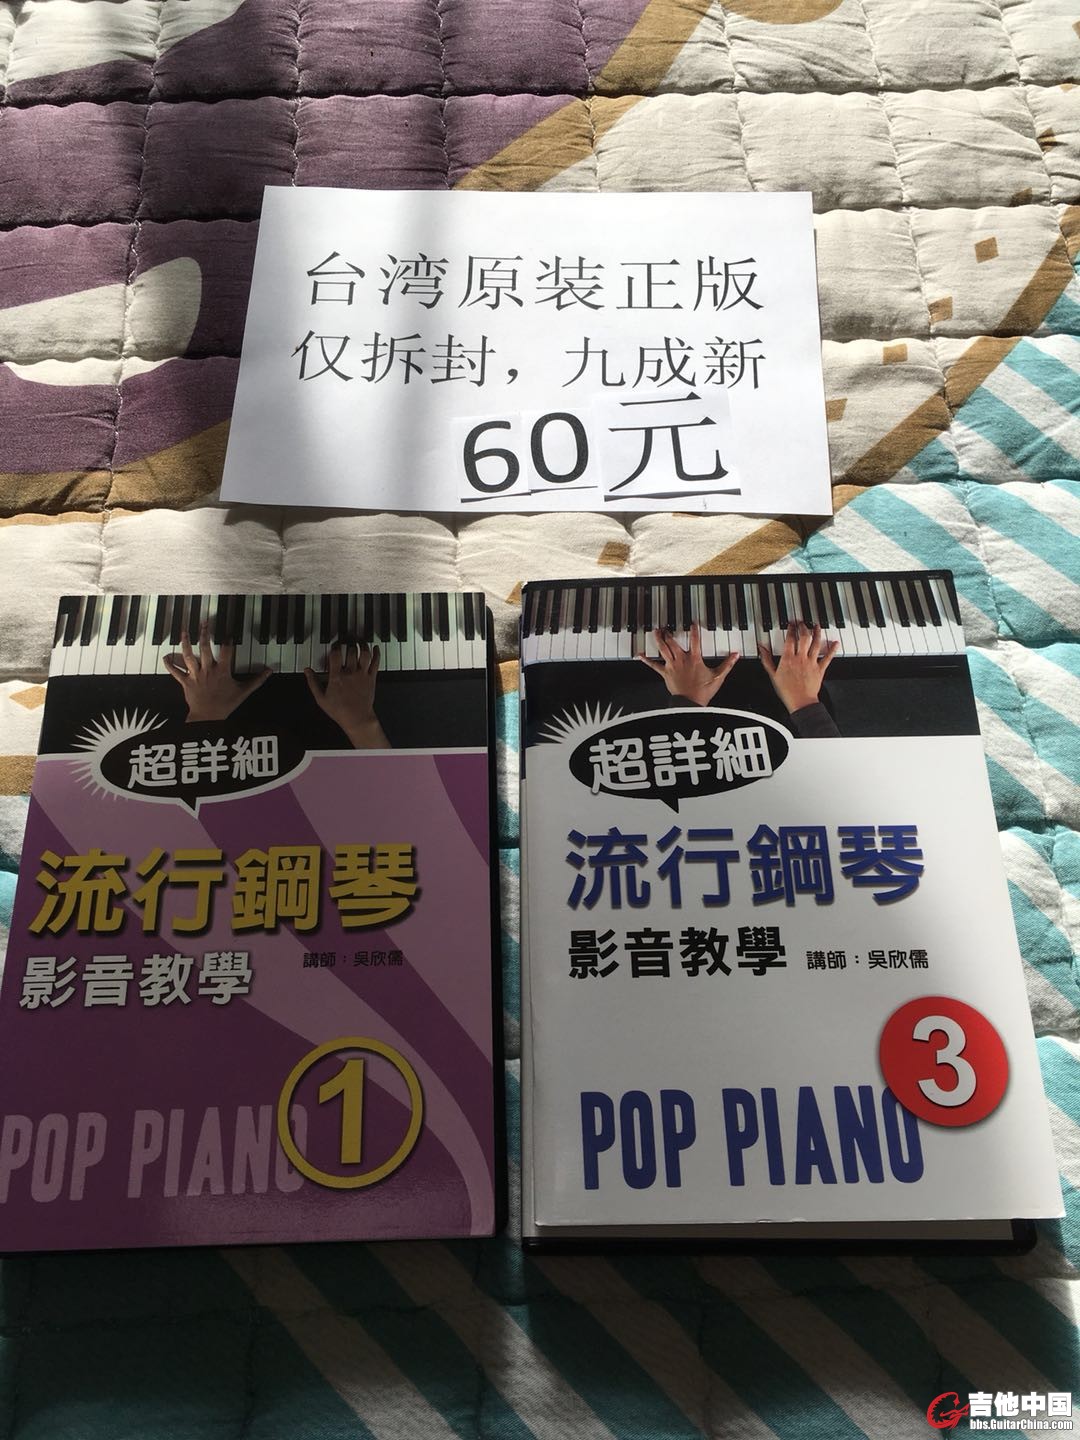 台湾原装正版
仅拆封，九成新
60元
超詳細
流行鋼琴
影音教學
講師：吳欣儒
1
POP PIANO
超詳細
流行鋼琴
影音教學 講師：吳欣儒
3
POP PIANO
吉他中国
bbs.GuitarChina.com